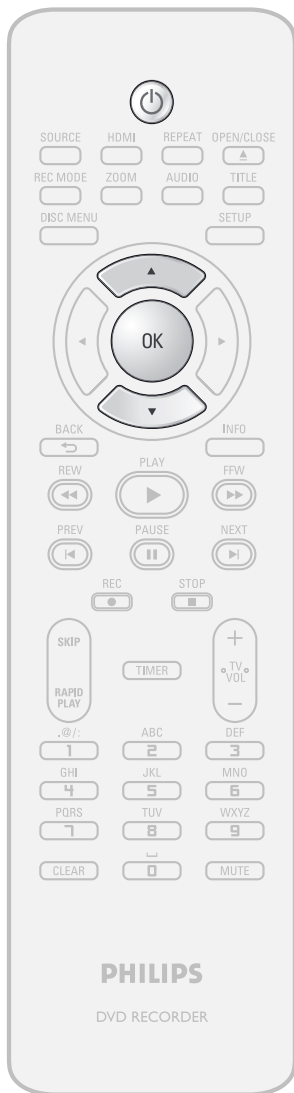 SOURCE HDMI REPEAT OPEN/CLOSE
REC MODE ZOOM AUDIO TITLE
DISC MENU SETUP
OK
BACK INFO
REW PLAY FFW
PREV PAUSE NEXT
REC STOP
SKIP
RAPID
PLAY
TIMER
+
TV
VOL
–
.@/: ABC DEF
1 2 3
GHI JKL MNO
4 5 6
PQRS TUV WXYZ
7 8 9
CLEAR 0 MUTE
PHILIPS
DVD RECORDER